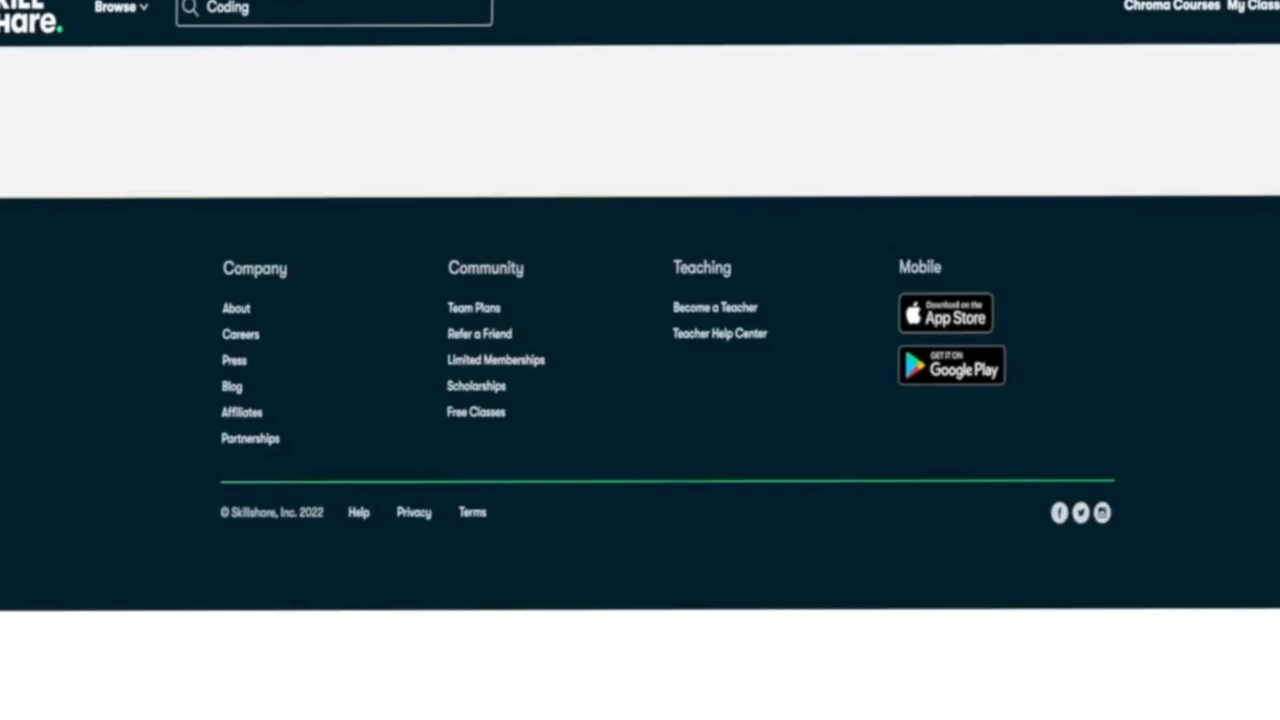 Browse
Coding
Chroma Courses My Class
Hare.
Company
About
Careers
Press
Blog
Affiliates
Partnerships
Community
Team Plans
Refer a Friend
Limited Memberships
Scholarships
Free Classes
Teaching
Become a Teacher
Teacher Help Center
Mobile
Download on the
App Store
GET IT ON
Google Play
© Skillshare, Inc. 2022 Help Privacy Terms